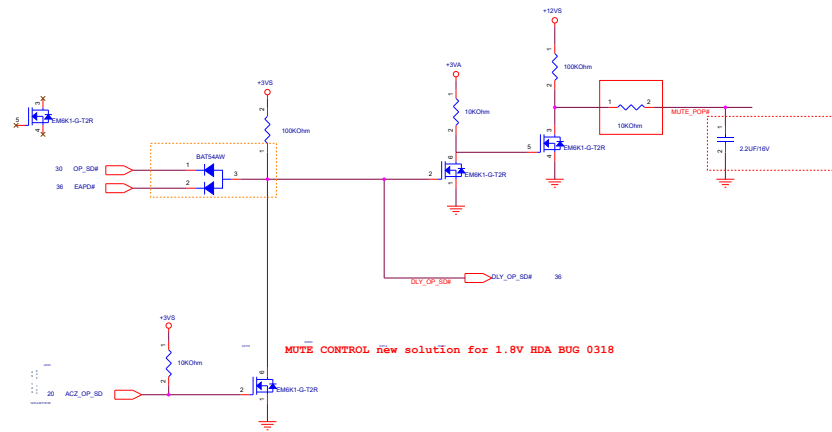 +12VS
1
2
100KOhm
+3VA
1
2
10KOhm
+3VS
2
1
100KOhm
1 2
10KOhm
MUTE_POP#
1
2
2.2UF/16V
3
5
4
EM6K1-G-T2R
3
5
4
EM6K1-G-T2R
6
2
1
EM6K1-G-T2R
BAT54AW
30 OP_SD# 1
3
36 EAPD# 2
DLY_OP_SD#
DLY_OP_SD# 36
MUTE CONTROL new solution for 1.8V HDA BUG 0318
+3VS
1
2
10KOhm
20 ACZ_OP_SD
6
2
1
EM6K1-G-T2R